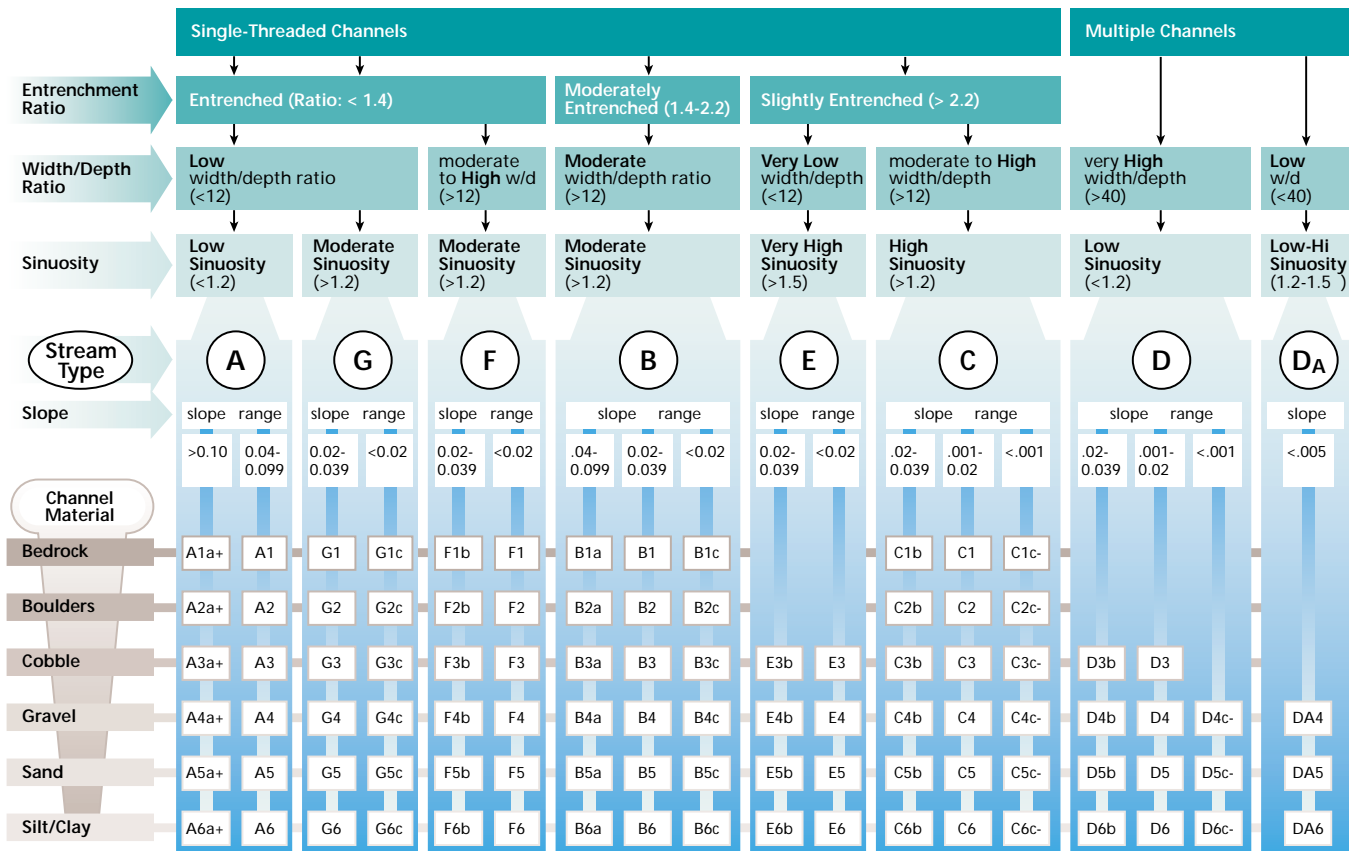 Single-Threaded Channels
Multiple Channels
Entrenchment
Ratio
Entrenched (Ratio: < 1.4)
Moderately
Entrenched (1.4-2.2)
Slightly Entrenched (> 2.2)
Width/Depth
Ratio
Low
width/depth ratio
(<12)
moderate
to High w/d
(>12)
Moderate
width/depth ratio
(>12)
Very Low
width/depth
(<12)
moderate to High
width/depth
(>12)
very High
width/depth
(>40)
Low
w/d
(<40)
Sinuosity
Low
Sinuosity
(<1.2)
Moderate
Sinuosity
(>1.2)
Moderate
Sinuosity
(>1.2)
Moderate
Sinuosity
(>1.2)
Very High
Sinuosity
(>1.5)
High
Sinuosity
(>1.2)
Low
Sinuosity
(<1.2)
Low-Hi
Sinuosity
(1.2-1.5 )
Stream
Type
A G F B E C D DA
Slope
slope range
slope range
slope range
slope range
slope range
slope range
slope range
slope
>0.10
0.04-
0.099
0.02-
0.039
<0.02
0.02-
0.039
<0.02
.04-
0.099
0.02-
0.039
<0.02
0.02-
0.039
<0.02
.02-
0.039
.001-
0.02
<.001
.02-
0.039
.001-
0.02
<.001
<.005
Channel
Material
Bedrock A1a+ A1 G1 G1c F1b F1 B1a B1 B1c C1b C1 C1c-
Boulders A2a+ A2 G2 G2c F2b F2 B2a B2 B2c C2b C2 C2c-
Cobble A3a+ A3 G3 G3c F3b F3 B3a B3 B3c E3b E3 C3b C3 C3c- D3b D3
Gravel A4a+ A4 G4 G4c F4b F4 B4a B4 B4c E4b E4 C4b C4 C4c- D4b D4 D4c- DA4
Sand A5a+ A5 G5 G5c F5b F5 B5a B5 B5c E5b E5 C5b C5 C5c- D5b D5 D5c- DA5
Silt/Clay A6a+ A6 G6 G6c F6b F6 B6a B6 B6c E6b E6 C6b C6 C6c- D6b D6 D6c- DA6